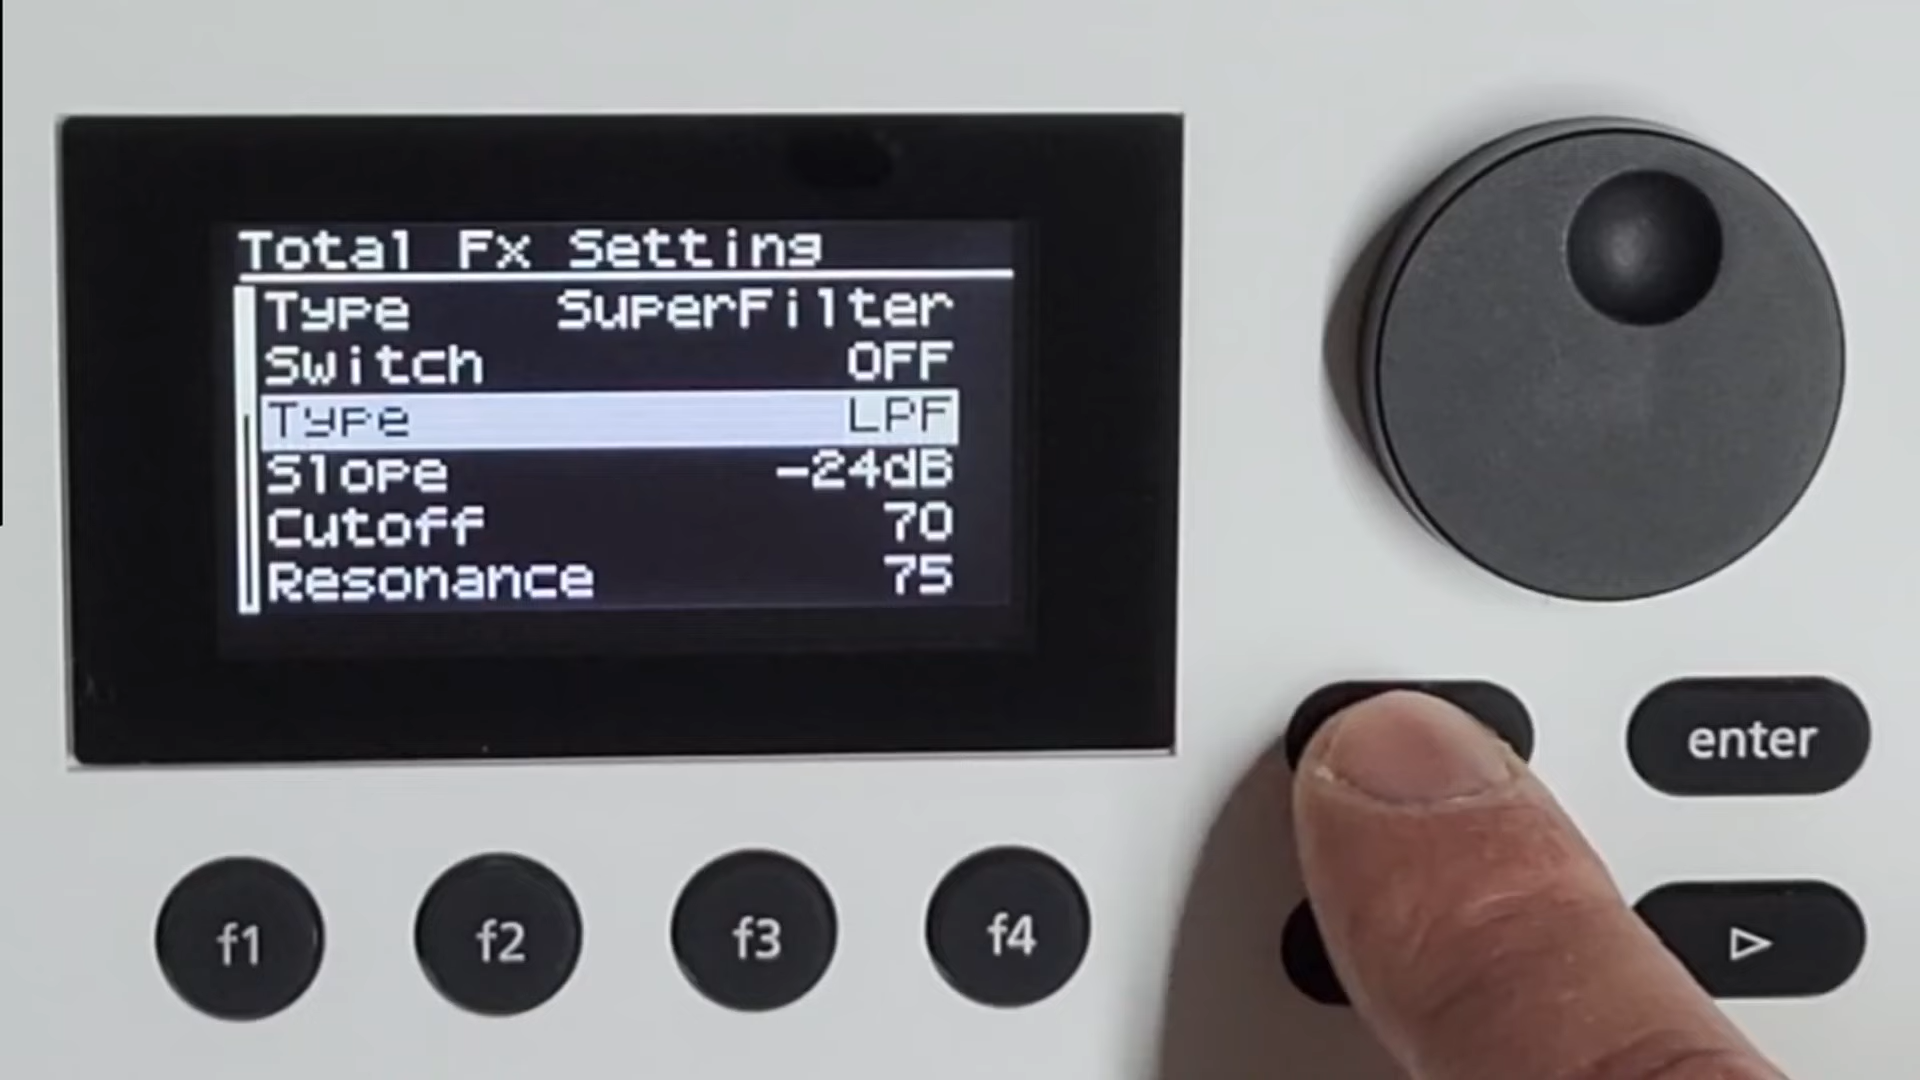 Total Fx Setting
Type SuperFilter
Switch OFF
Type LPF
Slope -24dB
Cutoff 70
Resonance 75
enter
f1 f2 f3 f4